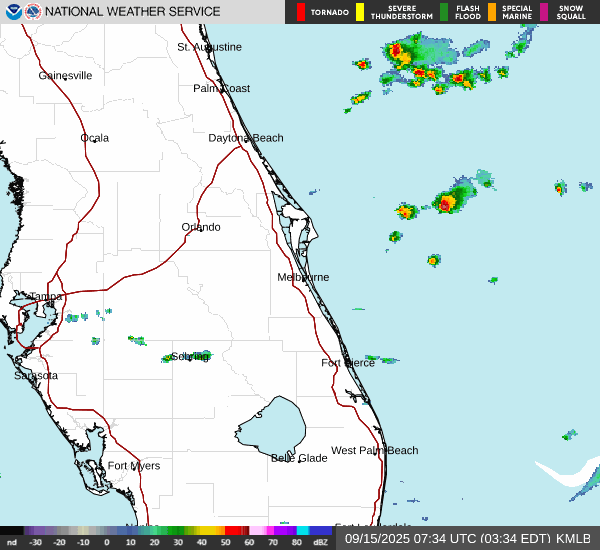 NATIONAL WEATHER SERVICE
TORNADO
SEVERE THUNDERSTORM
FLASH FLOOD
SPECIAL MARINE
SNOW SQUALL
St. Augustine
Gainesville
Palm Coast
Ocala
Daytona Beach
Orlando
Melbourne
Tampa
Sebring
Fort Pierce
Sarasota
West Palm Beach
Belle Glade
Fort Myers
nd -30 -20 -10 0 10 20 30 40 50 60 70 80 dBZ
09/15/2025 07:34 UTC (03:34 EDT) KMLB